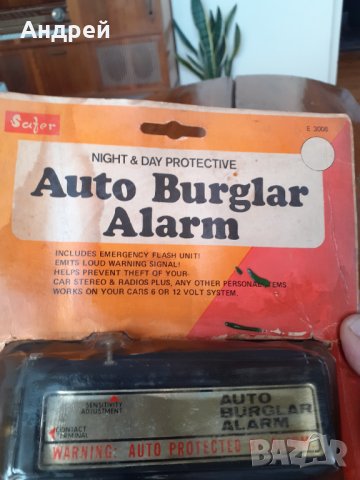 Андрей
Safer
E 3008
NIGHT & DAY PROTECTIVE
Auto Burglar
Alarm
INCLUDES EMERGENCY FLASH UNIT!
EMITS LOUD WARNING SIGNAL!
HELPS PREVENT THEFT OF YOUR
CAR STEREO & RADIOS PLUS, ANY OTHER PERSONAL ITEMS
WORKS ON YOUR CARS 6 OR 12 VOLT SYSTEM.
SENSITIVITY
ADJUSTMENT
CONTACT
TERMINAL
AUTO
BURGLAR
ALARM
WARNING: AUTO PROTECTED
BAZAR
bg